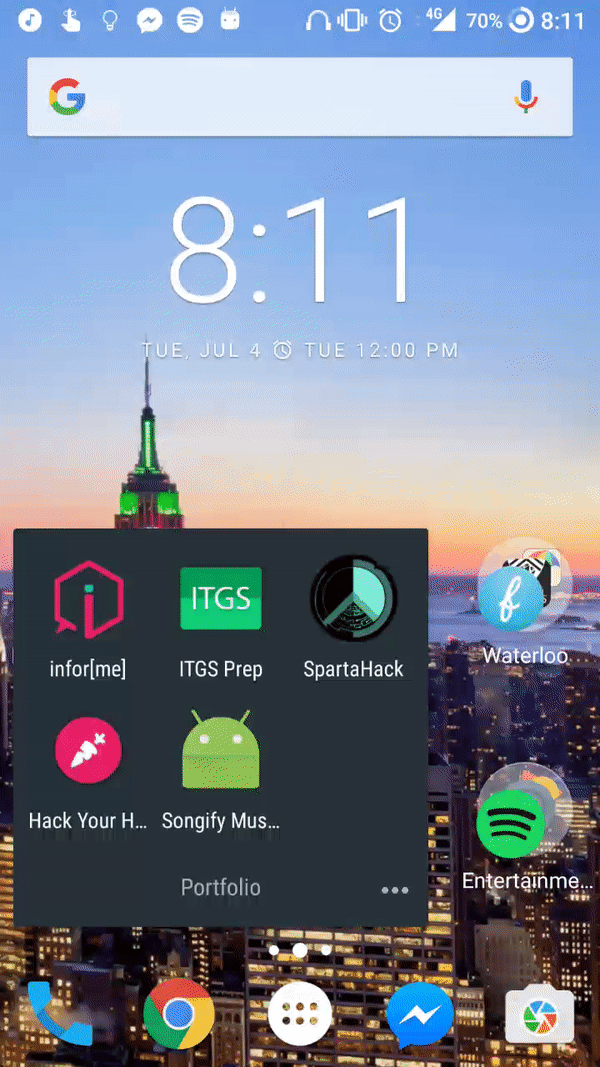 4G 70% 8:11
G
8:11
TUE, JUL 4 TUE 12:00 PM
ITGS
infor[me] ITGS Prep SpartaHack
Waterloo
Hack Your H... Songify Mus...
Entertainme...
Portfolio